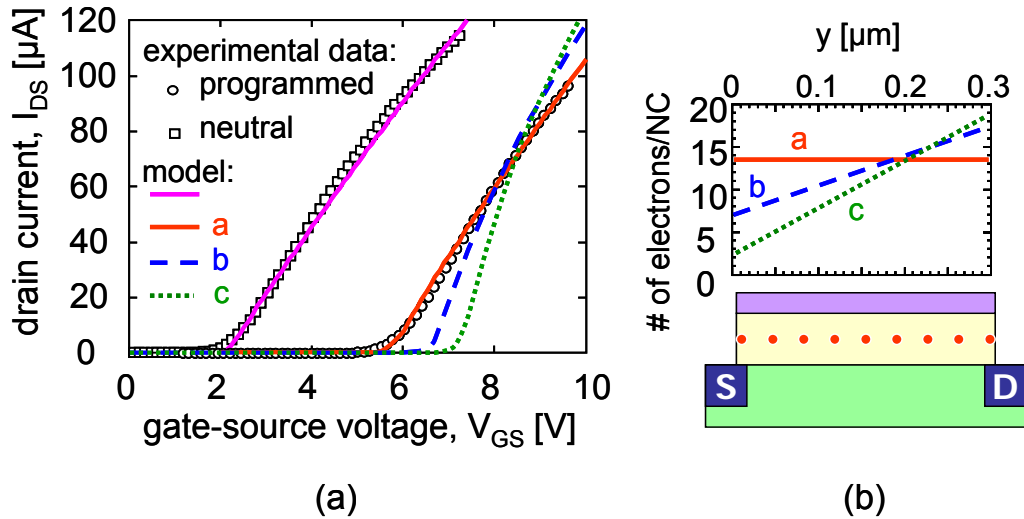 drain current, I_DS [µA]
120
100
80
60
40
20
0
experimental data:
programmed
neutral
model:
a
b
c
0 2 4 6 8 10
gate-source voltage, V_GS [V]
(a)
y [µm]
0 0.1 0.2 0.3
# of electrons/NC
20
15
10
5
0
a
b
c
S D
(b)